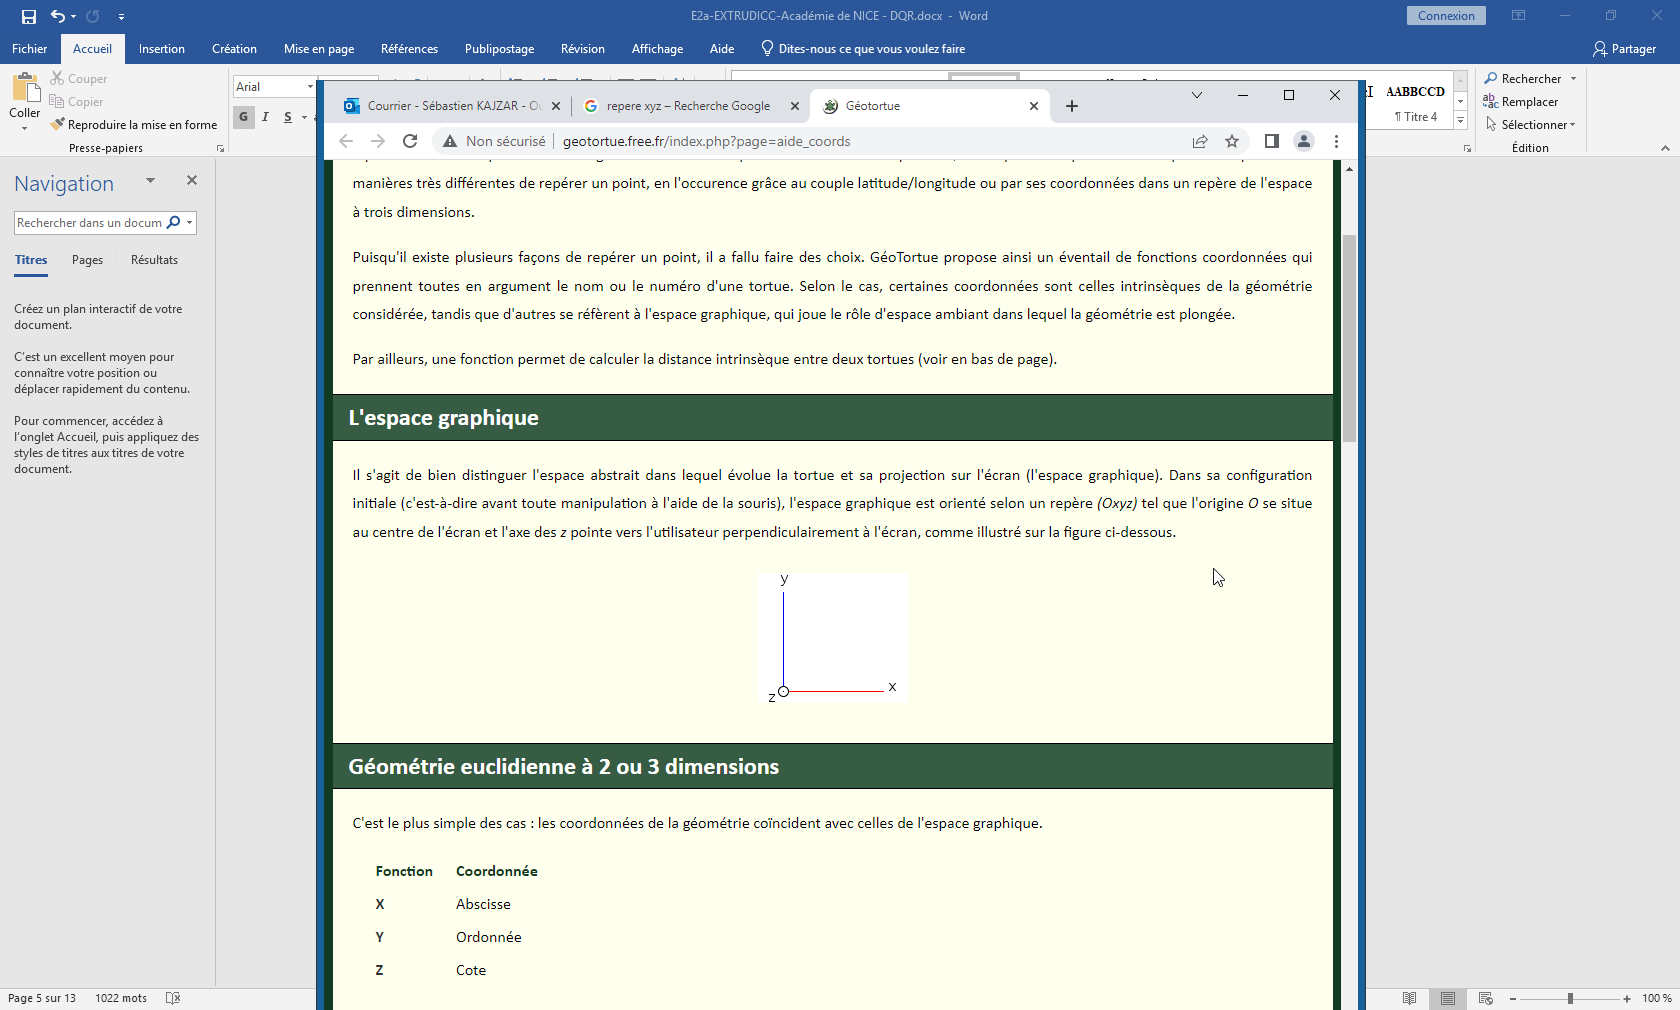 E2a-EXTRUDICC-Académie de NICE - DQR.docx - Word
Connexion
Fichier Accueil Insertion Création Mise en page Références Publipostage Révision Affichage Aide Dites-nous ce que vous voulez faire Partager
Coller
Couper
Copier
Reproduire la mise en forme
Presse-papiers
Arial
G I S
AABBCCD
¶ Titre 4
Rechercher
Remplacer
Sélectionner
Édition
Navigation
Rechercher dans un docum
Titres Pages Résultats
Créez un plan interactif de votre
document.
C'est un excellent moyen pour
connaître votre position ou
déplacer rapidement du contenu.
Pour commencer, accédez à
l'onglet Accueil, puis appliquez des
styles de titres aux titres de votre
document.
Courrier - Sébastien KAJZAR - Ou
repere xyz – Recherche Google
Géotortue
Non sécurisé geotortue.free.fr/index.php?page=aide_coords
manières très différentes de repérer un point, en l'occurence grâce au couple latitude/longitude ou par ses coordonnées dans un repère de l'espace
à trois dimensions.
Puisqu'il existe plusieurs façons de repérer un point, il a fallu faire des choix. GéoTortue propose ainsi un éventail de fonctions coordonnées qui
prennent toutes en argument le nom ou le numéro d'une tortue. Selon le cas, certaines coordonnées sont celles intrinsèques de la géométrie
considérée, tandis que d'autres se réfèrent à l'espace graphique, qui joue le rôle d'espace ambiant dans lequel la géométrie est plongée.
Par ailleurs, une fonction permet de calculer la distance intrinsèque entre deux tortues (voir en bas de page).
L'espace graphique
Il s'agit de bien distinguer l'espace abstrait dans lequel évolue la tortue et sa projection sur l'écran (l'espace graphique). Dans sa configuration
initiale (c'est-à-dire avant toute manipulation à l'aide de la souris), l'espace graphique est orienté selon un repère (Oxyz) tel que l'origine O se situe
au centre de l'écran et l'axe des z pointe vers l'utilisateur perpendiculairement à l'écran, comme illustré sur la figure ci-dessous.
y
x
z
Géométrie euclidienne à 2 ou 3 dimensions
C'est le plus simple des cas : les coordonnées de la géométrie coïncident avec celles de l'espace graphique.
Fonction Coordonnée
X Abscisse
Y Ordonnée
Z Cote
Page 5 sur 13 1022 mots
100 %